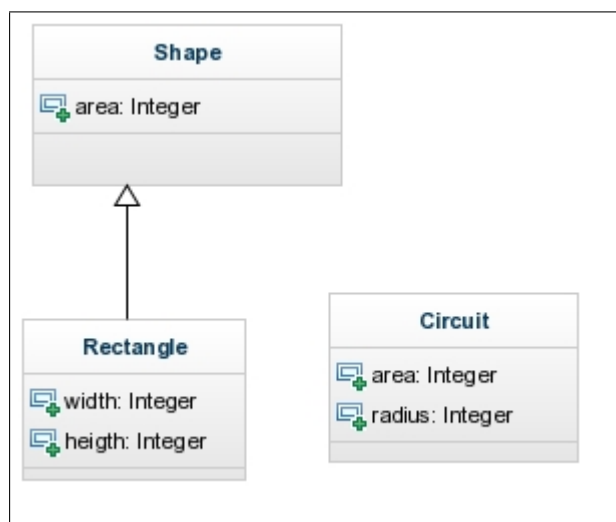 Shape
area: Integer
Rectangle
width: Integer
heigth: Integer
Circuit
area: Integer
radius: Integer